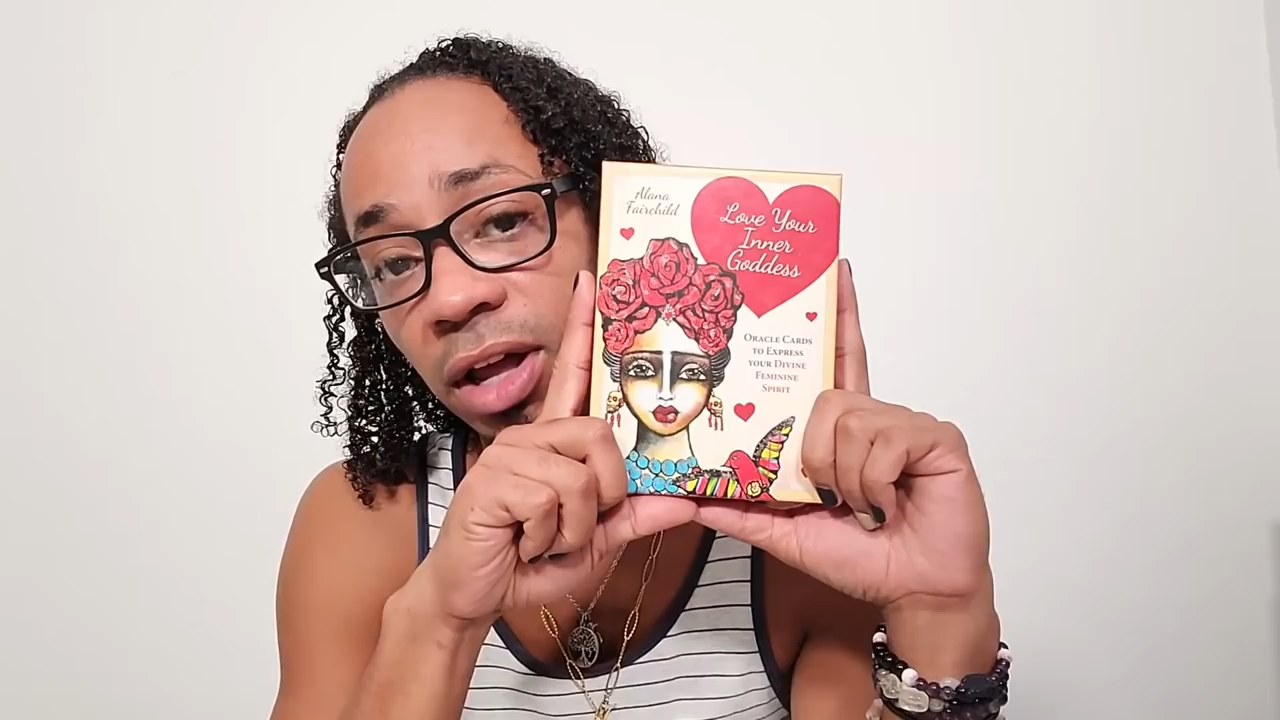 Alana
Fairchild
Love Your
Inner
Goddess
Oracle Cards
to Express
your Divine
Feminine
Spirit